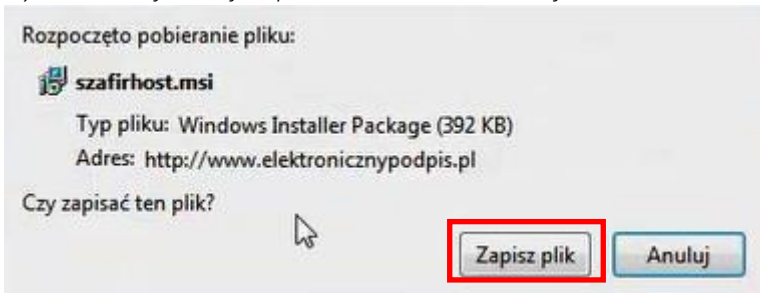 Rozpoczęto pobieranie pliku:
szafirhost.msi
Typ pliku: Windows Installer Package (392 KB)
Adres: http://www.elektronicznypodpis.pl
Czy zapisać ten plik?
Zapisz plik Anuluj